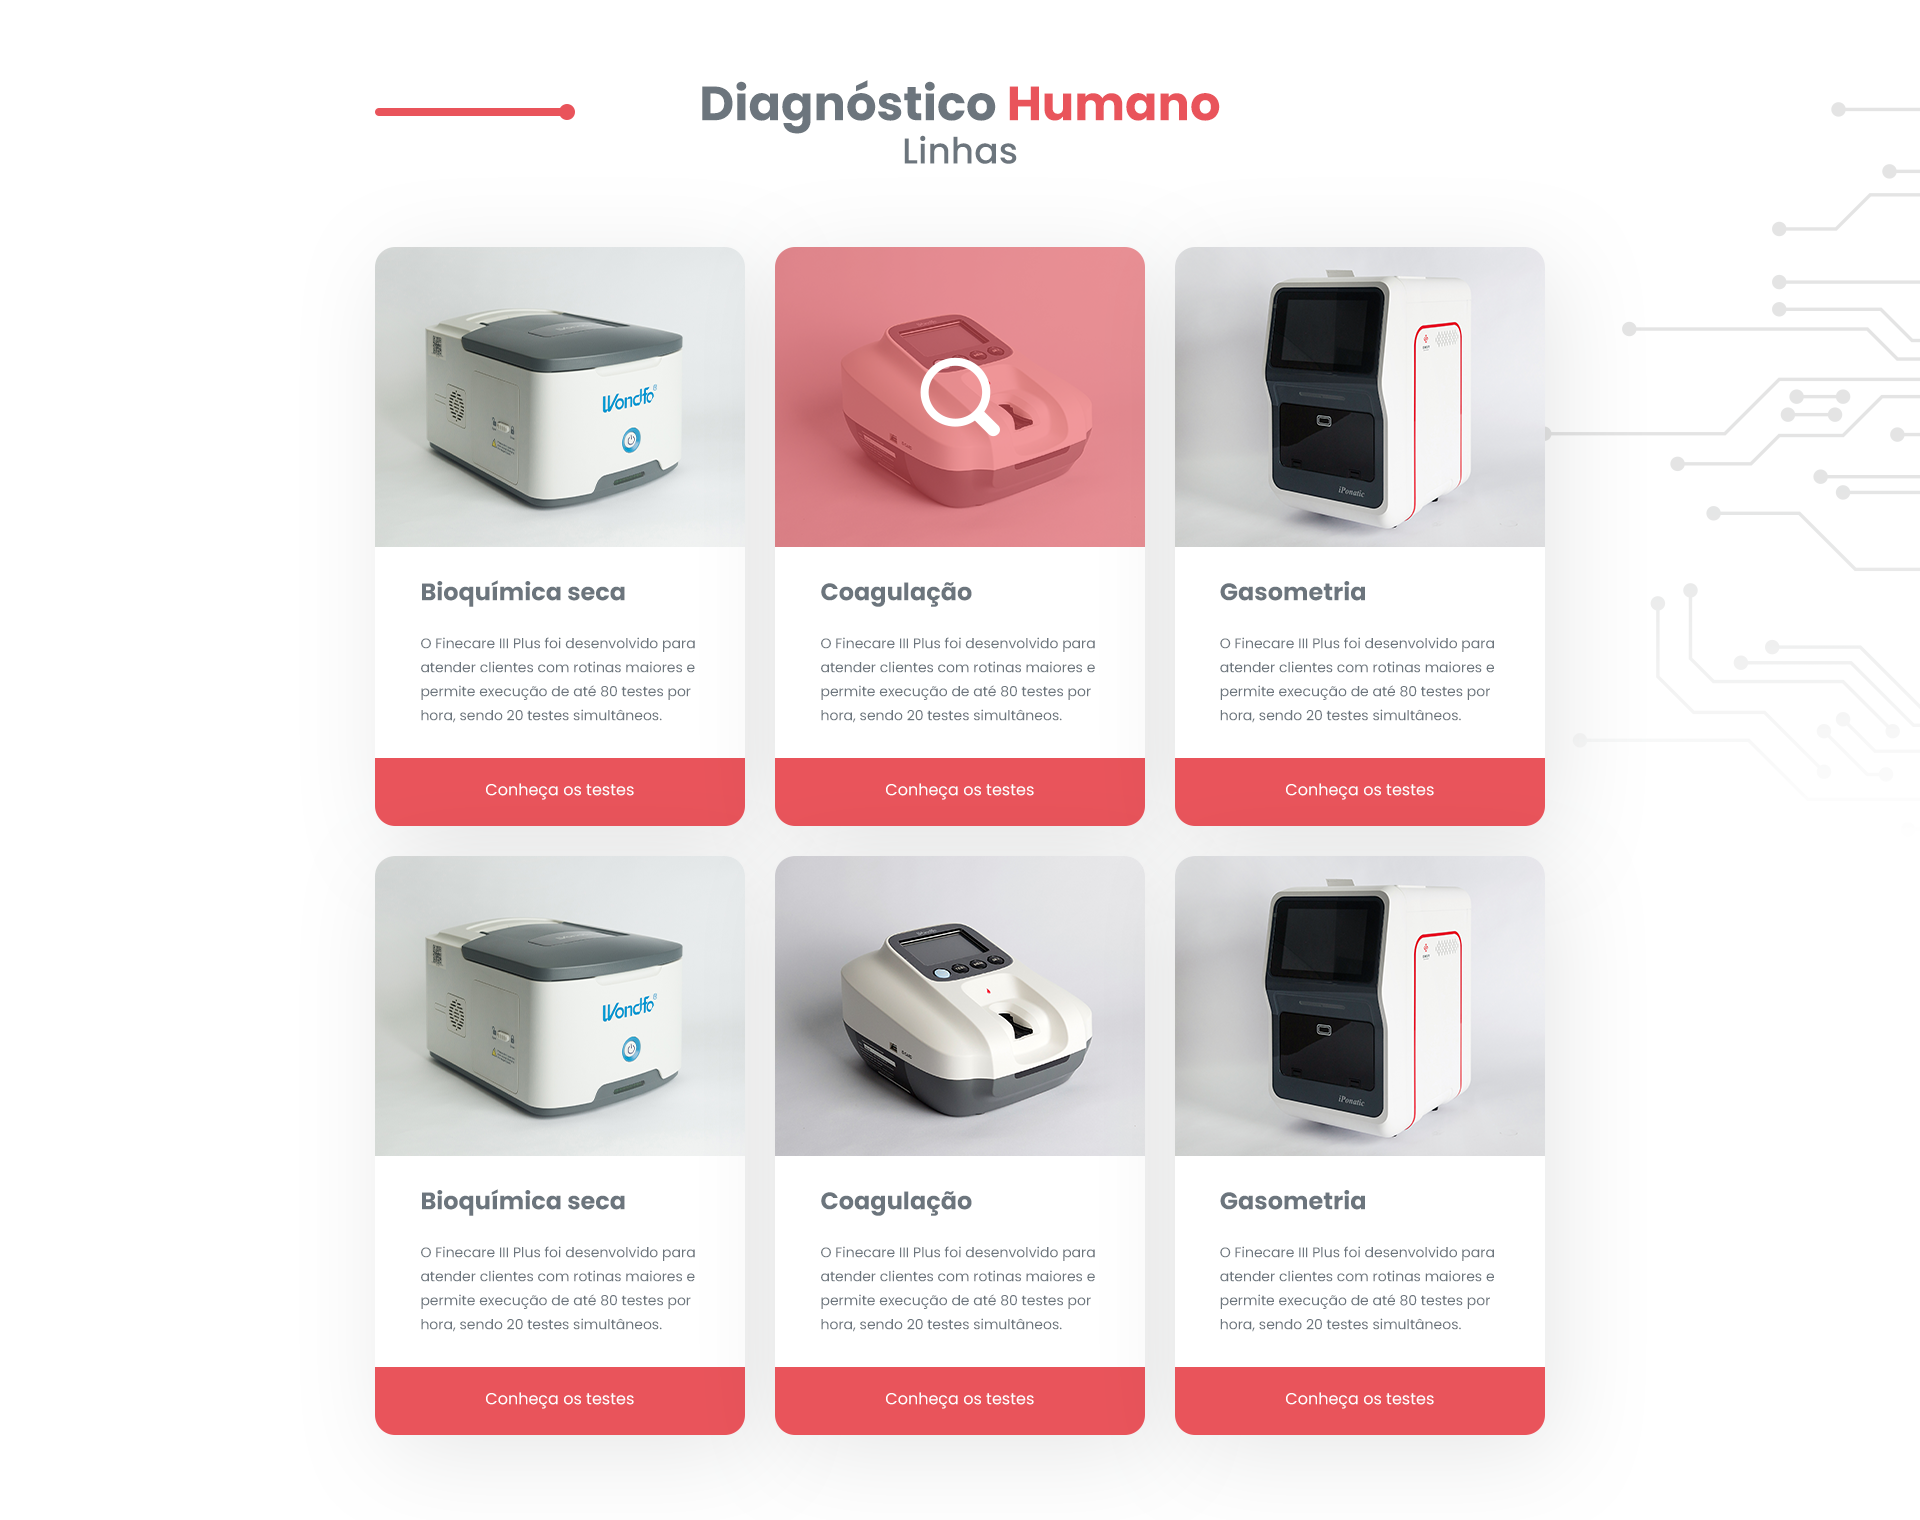 Diagnóstico Humano
Linhas
Wondfo
iPonatic
Bioquímica seca
O Finecare III Plus foi desenvolvido para
atender clientes com rotinas maiores e
permite execução de até 80 testes por
hora, sendo 20 testes simultâneos.
Conheça os testes
Coagulação
O Finecare III Plus foi desenvolvido para
atender clientes com rotinas maiores e
permite execução de até 80 testes por
hora, sendo 20 testes simultâneos.
Conheça os testes
Gasometria
O Finecare III Plus foi desenvolvido para
atender clientes com rotinas maiores e
permite execução de até 80 testes por
hora, sendo 20 testes simultâneos.
Conheça os testes
Wondfo
iPonatic
Bioquímica seca
O Finecare III Plus foi desenvolvido para
atender clientes com rotinas maiores e
permite execução de até 80 testes por
hora, sendo 20 testes simultâneos.
Conheça os testes
Coagulação
O Finecare III Plus foi desenvolvido para
atender clientes com rotinas maiores e
permite execução de até 80 testes por
hora, sendo 20 testes simultâneos.
Conheça os testes
Gasometria
O Finecare III Plus foi desenvolvido para
atender clientes com rotinas maiores e
permite execução de até 80 testes por
hora, sendo 20 testes simultâneos.
Conheça os testes